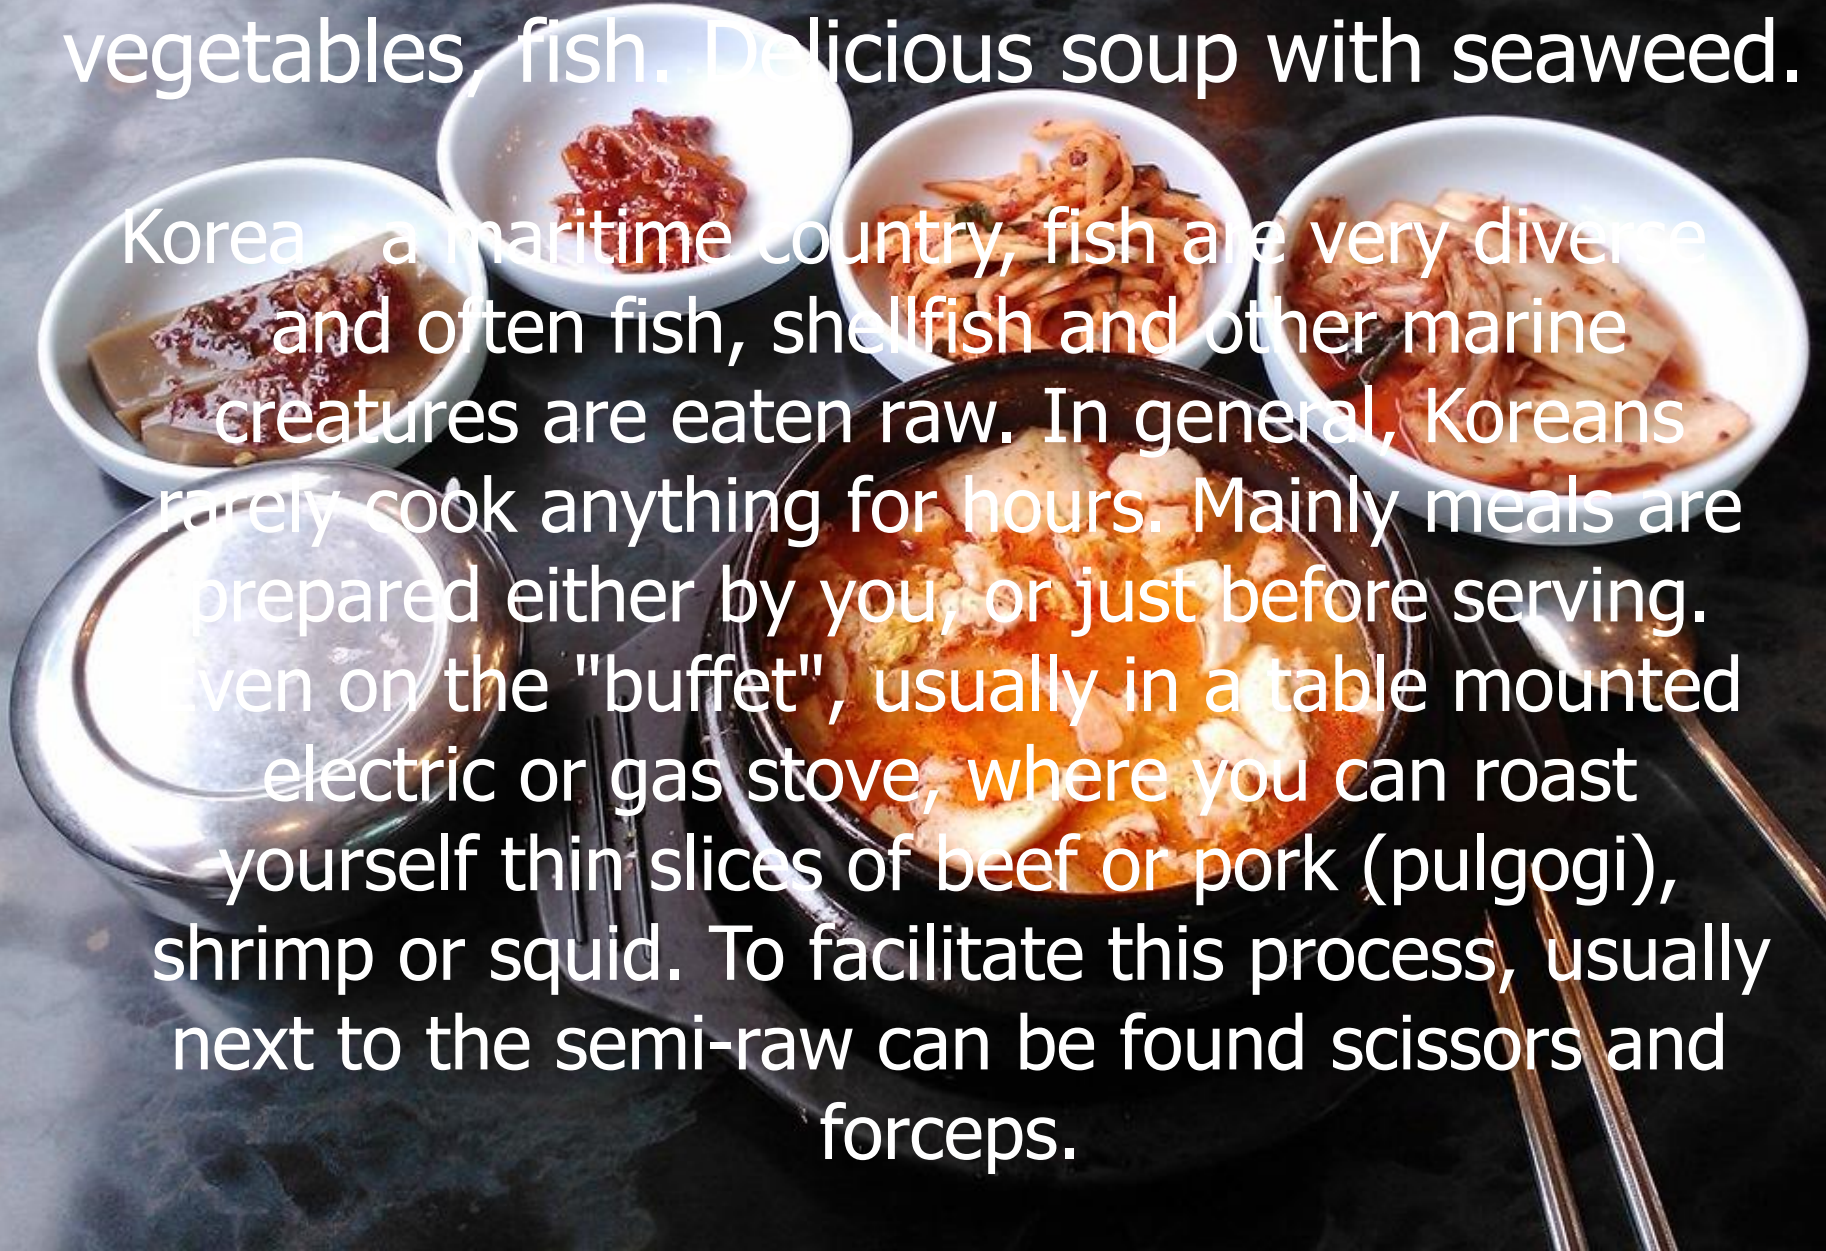 vegetables, fish. Delicious soup with seaweed.
Korea - a maritime country, fish are very diverse
and often fish, shellfish and other marine
creatures are eaten raw. In general, Koreans
rarely cook anything for hours. Mainly meals are
prepared either by you, or just before serving.
Even on the "buffet", usually in a table mounted
electric or gas stove, where you can roast
yourself thin slices of beef or pork (pulgogi),
shrimp or squid. To facilitate this process, usually
next to the semi-raw can be found scissors and
forceps.